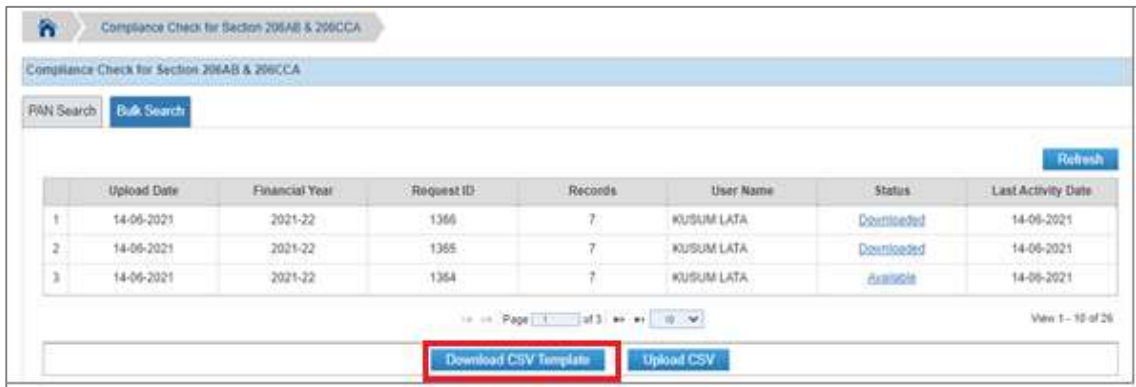 Compliance Check for Section 206AB & 206CCA
Compliance Check for Section 206AB & 206CCA
PAN Search Bulk Search
Refresh
Upload Date Financial Year Request ID Records User Name Status Last Activity Date
1 14-06-2021 2021-22 1366 7 KUSUM LATA Downloaded 14-06-2021
2 14-06-2021 2021-22 1365 7 KUSUM LATA Downloaded 14-06-2021
3 14-06-2021 2021-22 1364 7 KUSUM LATA Available 14-06-2021
Page 1 of 3 10 View 1 - 10 of 26
Download CSV Template Upload CSV